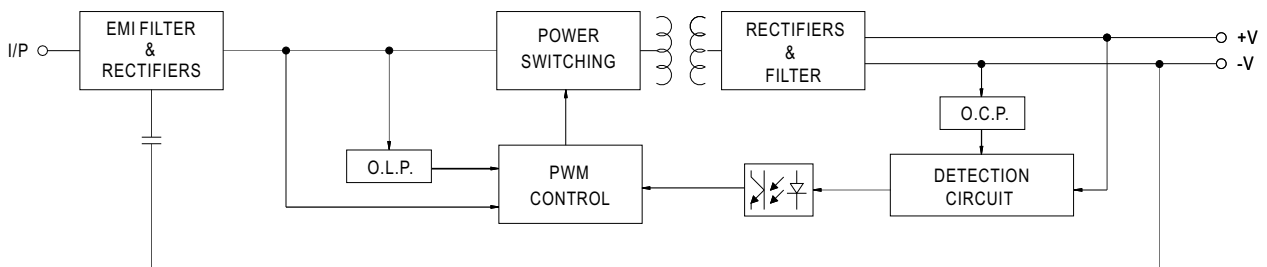 I/P
EMI FILTER
&
RECTIFIERS
POWER
SWITCHING
RECTIFIERS
&
FILTER
+V
-V
O.C.P.
O.L.P.
PWM
CONTROL
DETECTION
CIRCUIT